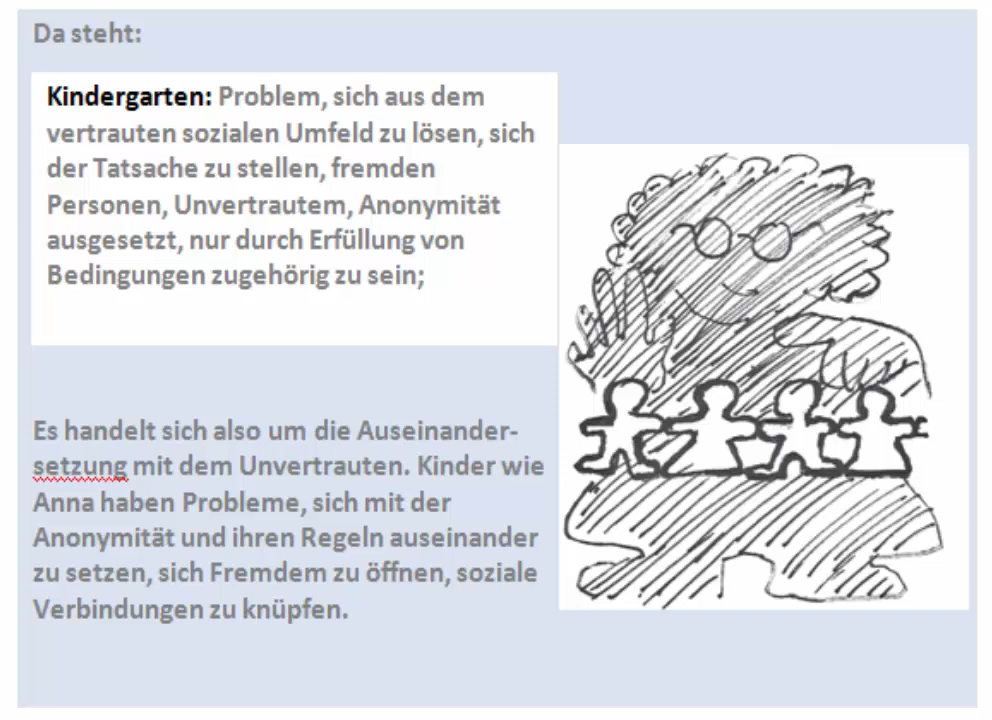 Da steht:
Kindergarten: Problem, sich aus dem
vertrauten sozialen Umfeld zu lösen, sich
der Tatsache zu stellen, fremden
Personen, Unvertrautem, Anonymität
ausgesetzt, nur durch Erfüllung von
Bedingungen zugehörig zu sein;
Es handelt sich also um die Auseinander-
setzung mit dem Unvertrauten. Kinder wie
Anna haben Probleme, sich mit der
Anonymität und ihren Regeln auseinander
zu setzen, sich Fremdem zu öffnen, soziale
Verbindungen zu knüpfen.